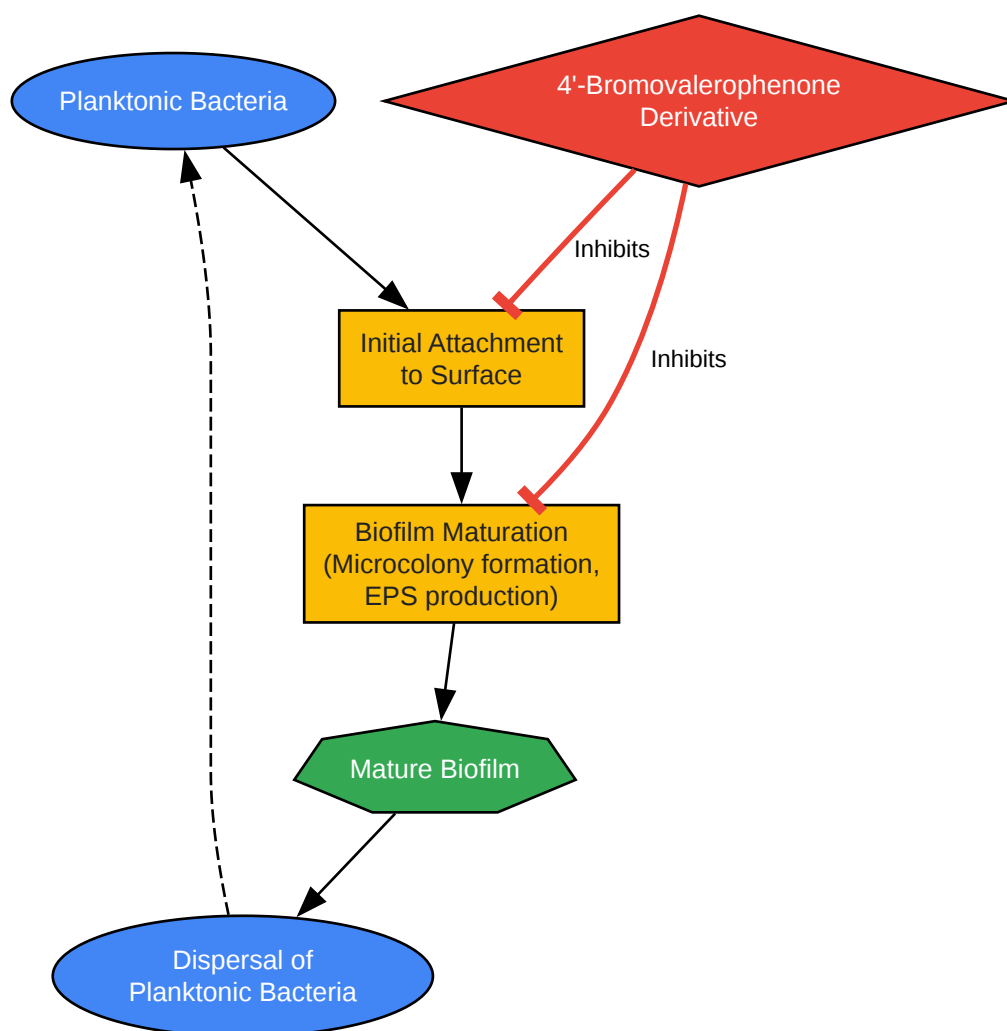 Planktonic Bacteria
4'-Bromovalerophenone
Derivative
Inhibits
Initial Attachment
to Surface
Inhibits
Biofilm Maturation
(Microcolony formation,
EPS production)
Mature Biofilm
Dispersal of
Planktonic Bacteria